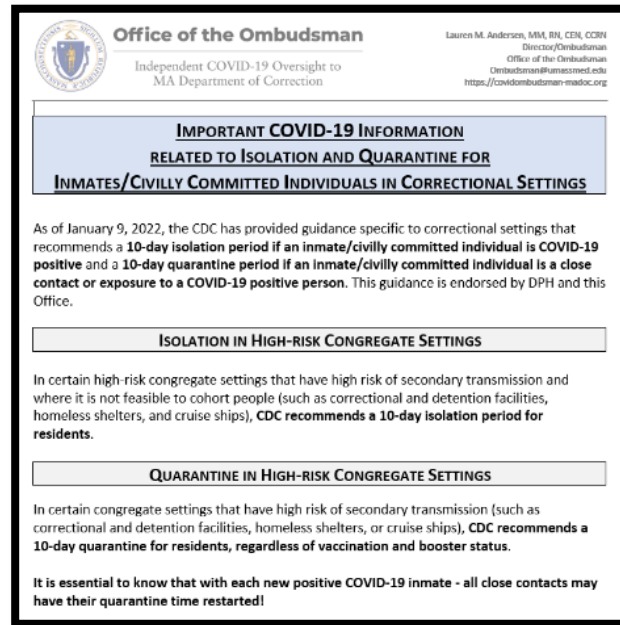 Office of the Ombudsman
Independent COVID-19 Oversight to
MA Department of Correction
Lauren M. Andersen, MM, RN, CEN, CCRN
Director/Ombudsman
Office of the Ombudsman
Ombudsman@umassmed.edu
https://covidombudsman-madoc.org
IMPORTANT COVID-19 INFORMATION
RELATED TO ISOLATION AND QUARANTINE FOR
INMATES/CIVILLY COMMITTED INDIVIDUALS IN CORRECTIONAL SETTINGS
As of January 9, 2022, the CDC has provided guidance specific to correctional settings that
recommends a 10-day isolation period if an inmate/civilly committed individual is COVID-19
positive and a 10-day quarantine period if an inmate/civilly committed individual is a close
contact or exposure to a COVID-19 positive person. This guidance is endorsed by DPH and this
Office.
ISOLATION IN HIGH-RISK CONGREGATE SETTINGS
In certain high-risk congregate settings that have high risk of secondary transmission and
where it is not feasible to cohort people (such as correctional and detention facilities,
homeless shelters, and cruise ships), CDC recommends a 10-day isolation period for
residents.
QUARANTINE IN HIGH-RISK CONGREGATE SETTINGS
In certain congregate settings that have high risk of secondary transmission (such as
correctional and detention facilities, homeless shelters, or cruise ships), CDC recommends a
10-day quarantine for residents, regardless of vaccination and booster status.
It is essential to know that with each new positive COVID-19 inmate - all close contacts may
have their quarantine time restarted!